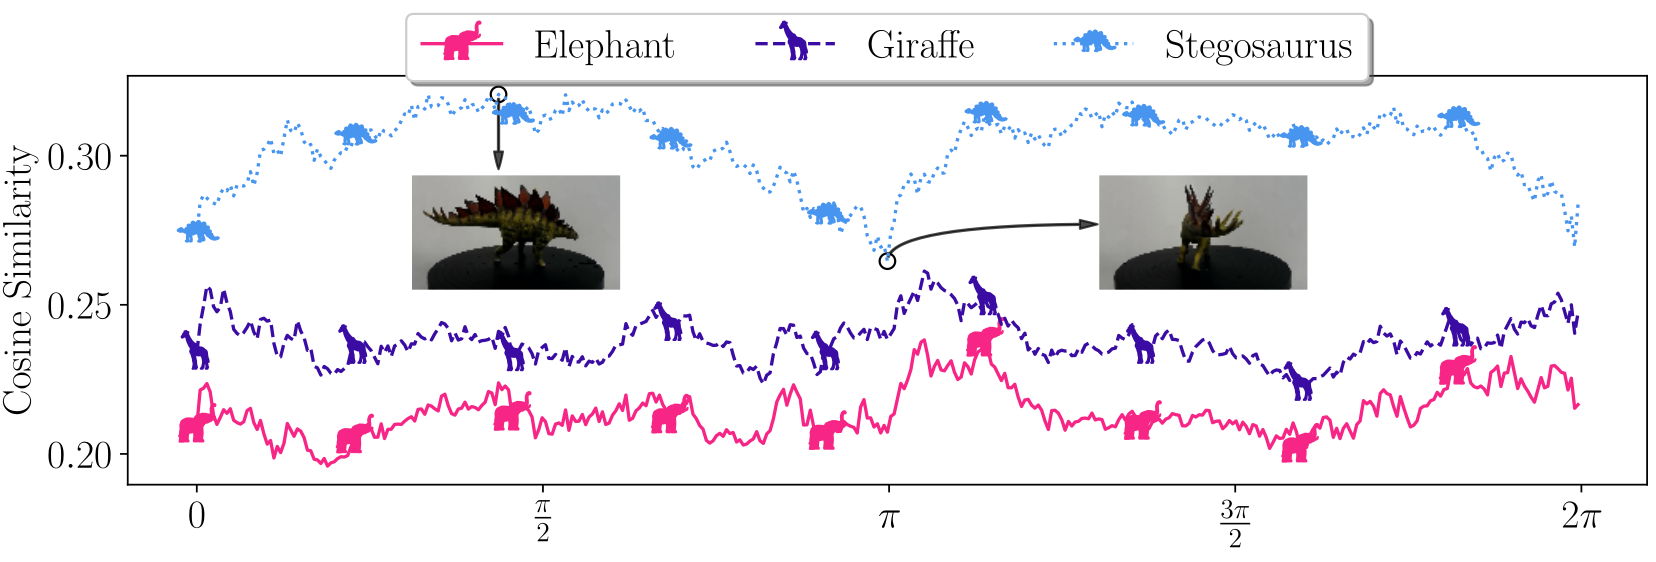 Elephant Giraffe Stegosaurus
Cosine Similarity
0.30
0.25
0.20
0 π/2 π 3π/2 2π